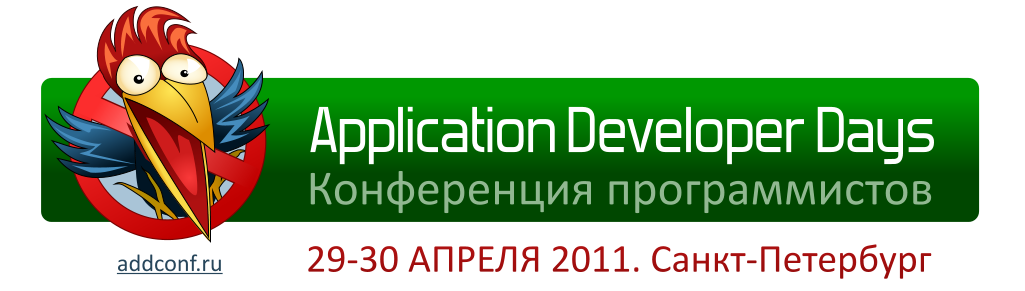 Application Developer Days
Конференция программистов
addconf.ru
29-30 АПРЕЛЯ 2011. Санкт-Петербург